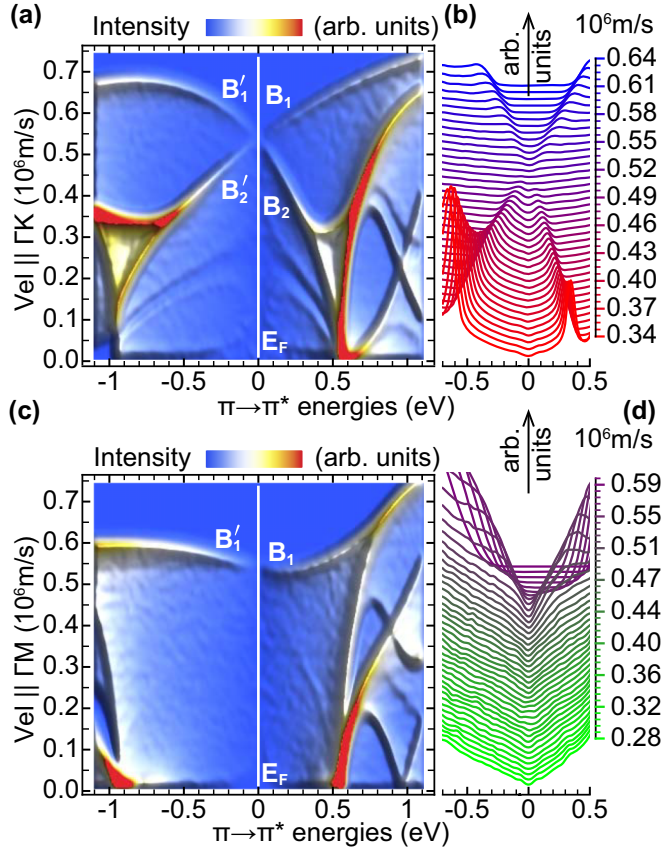 (a)
Intensity (arb. units)
Vel || ΓK (10⁶m/s)
0.7
0.6
0.5
0.4
0.3
0.2
0.1
0.0
B₁′ B₁
B₂′ B₂
E_F
-1 -0.5 0 0.5 1
π→π* energies (eV)
(b)
arb. units
10⁶m/s
0.64
0.61
0.58
0.55
0.52
0.49
0.46
0.43
0.40
0.37
0.34
-0.5 0 0.5
(c)
Intensity (arb. units)
Vel || ΓM (10⁶m/s)
0.7
0.6
0.5
0.4
0.3
0.2
0.1
0.0
B₁′ B₁
E_F
-1 -0.5 0 0.5 1
π→π* energies (eV)
(d)
arb. units
10⁶m/s
0.59
0.55
0.51
0.47
0.44
0.40
0.36
0.32
0.28
-0.5 0 0.5